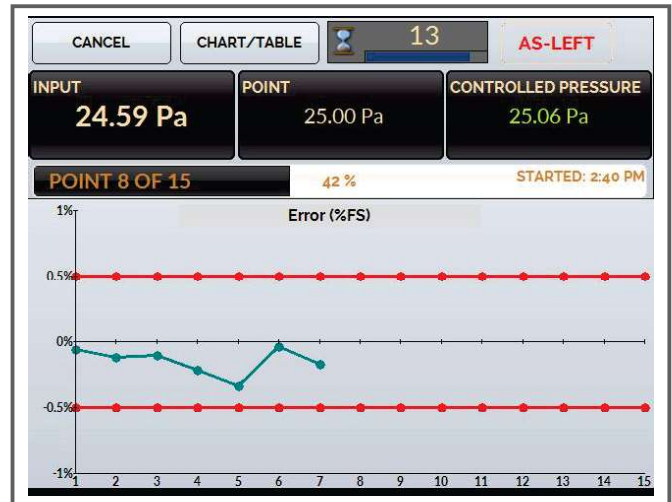 CANCEL CHART/TABLE 13 AS-LEFT
INPUT POINT CONTROLLED PRESSURE
24.59 Pa 25.00 Pa 25.06 Pa
POINT 8 OF 15 42 % STARTED: 2:40 PM
Error (%FS)
1%
0.5%
0%
-0.5%
-1%
1 2 3 4 5 6 7 8 9 10 11 12 13 14 15